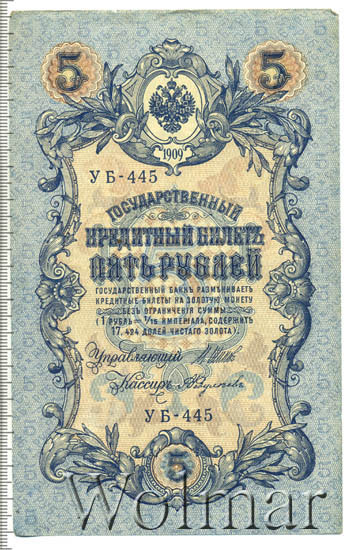 5 5
1909
УБ-445
ГОСУДАРСТВЕННЫЙ
КРЕДИТНЫЙ БИЛЕТЪ
ПЯТЬ РУБЛЕЙ
ГОСУДАРСТВЕННЫЙ БАНКЪ РАЗМѢНИВАЕТЪ
КРЕДИТНЫЕ БИЛЕТЫ НА ЗОЛОТУЮ МОНЕТУ
БЕЗЪ ОГРАНИЧЕНІЯ СУММЫ
(1 РУБЛЬ = 1/15 ИМПЕРІАЛА, СОДЕРЖИТЪ
17,424 ДОЛЕЙ ЧИСТАГО ЗОЛОТА).
Управляющій
Кассиръ
УБ-445
5
Wolmar